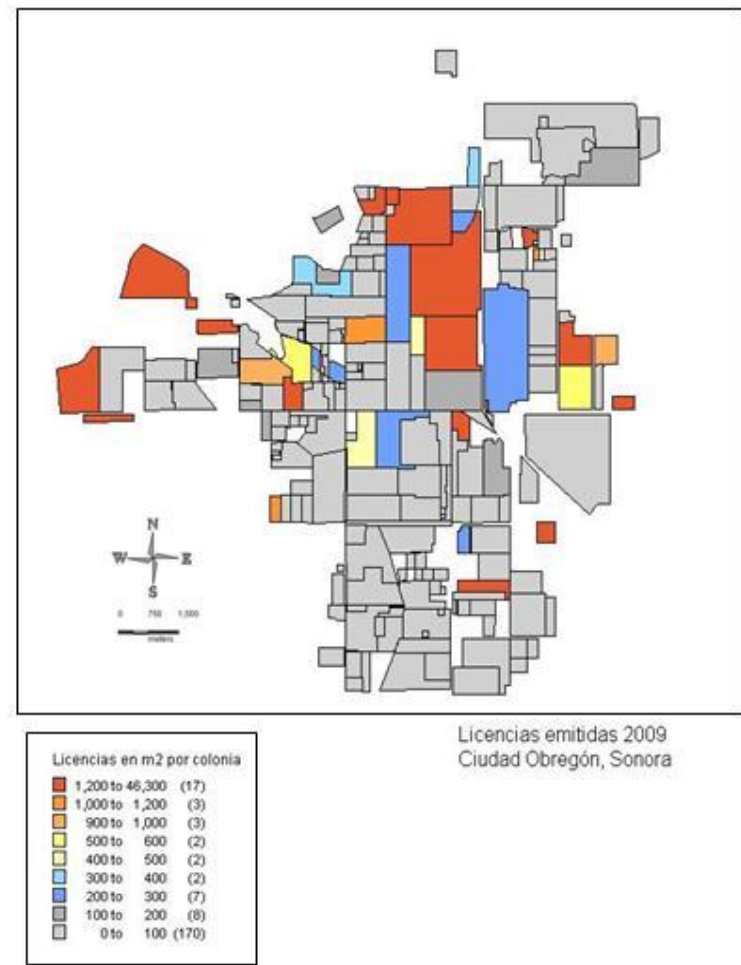 N
W E
S
0 750 1,500
meters
Licencias emitidas 2009
Ciudad Obregón, Sonora
Licencias en m2 por colonia
1,200 to 46,300 (17)
1,000 to 1,200 (3)
900 to 1,000 (3)
500 to 600 (2)
400 to 500 (2)
300 to 400 (2)
200 to 300 (7)
100 to 200 (8)
0 to 100 (170)